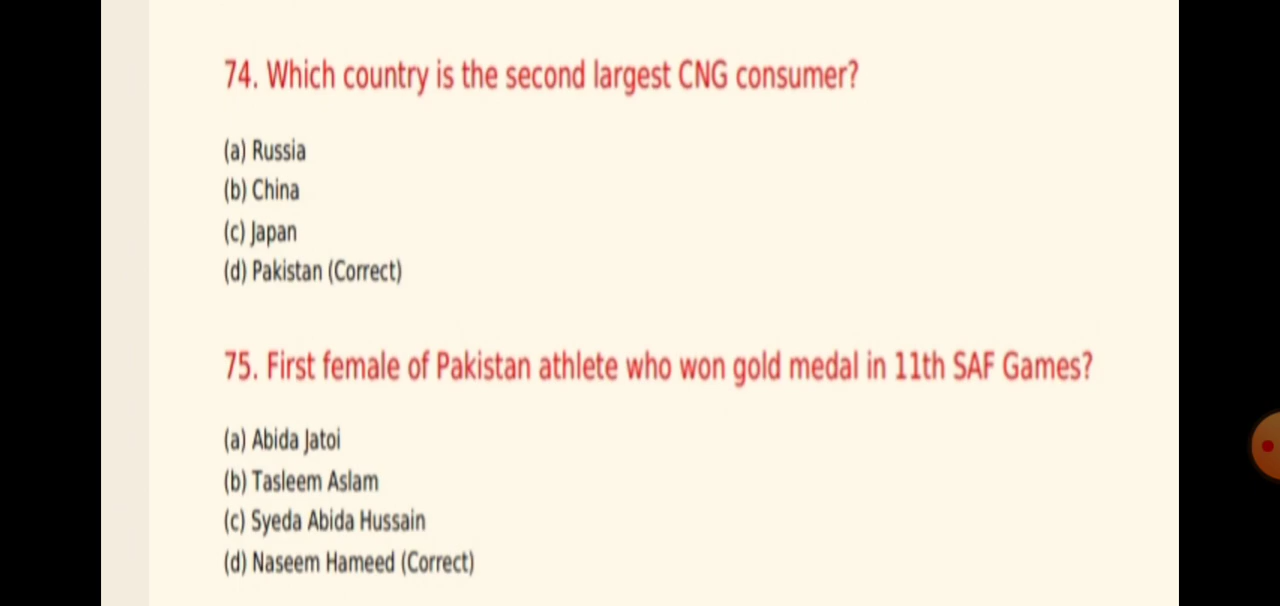 74. Which country is the second largest CNG consumer?
(a) Russia
(b) China
(c) Japan
(d) Pakistan (Correct)
75. First female of Pakistan athlete who won gold medal in 11th SAF Games?
(a) Abida Jatoi
(b) Tasleem Aslam
(c) Syeda Abida Hussain
(d) Naseem Hameed (Correct)